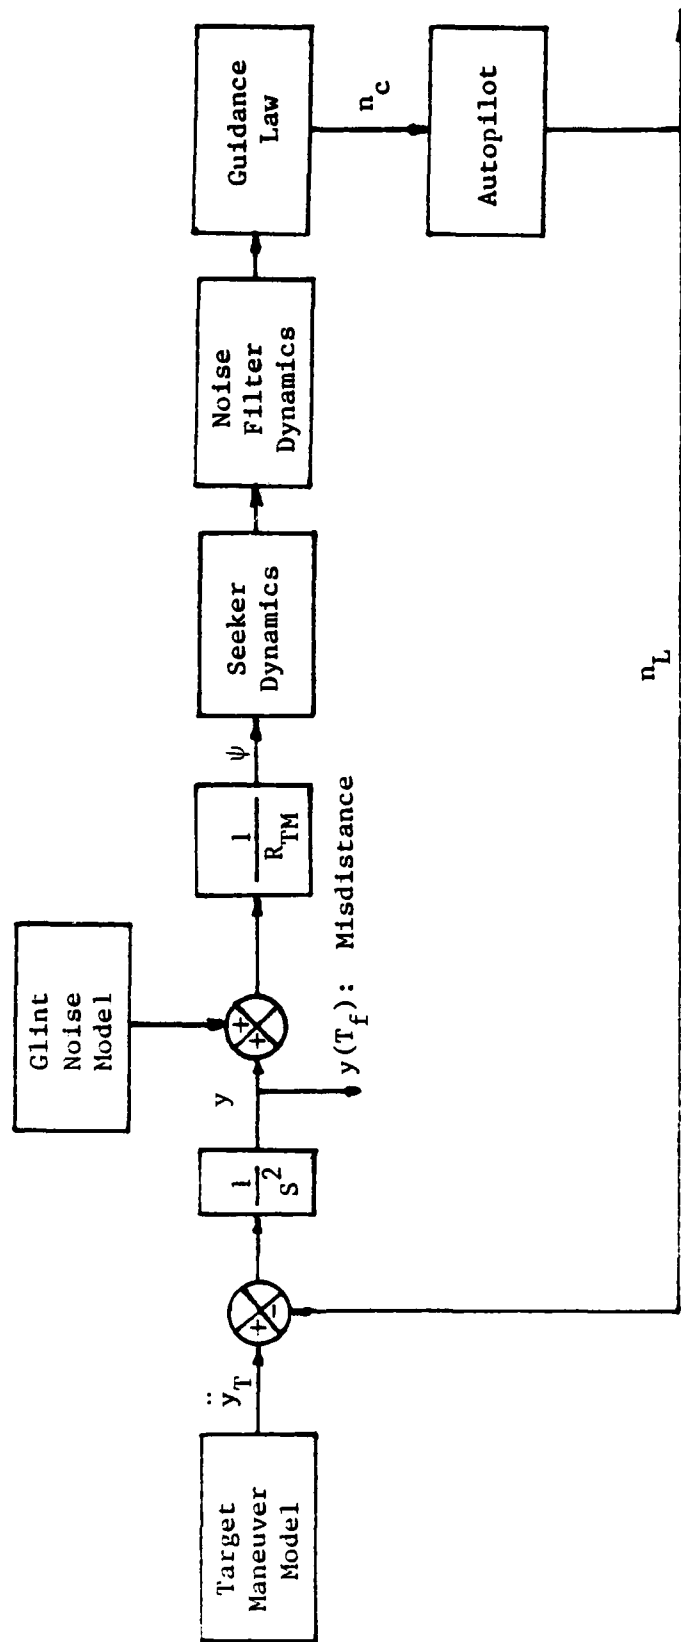 Target
Maneuver
Model
ÿ_T
+
-
1
S^2
y
y(T_f): Misdistance
Glint
Noise
Model
+
+
1
R_TM
ψ
Seeker
Dynamics
Noise
Filter
Dynamics
Guidance
Law
n_c
Autopilot
n_L